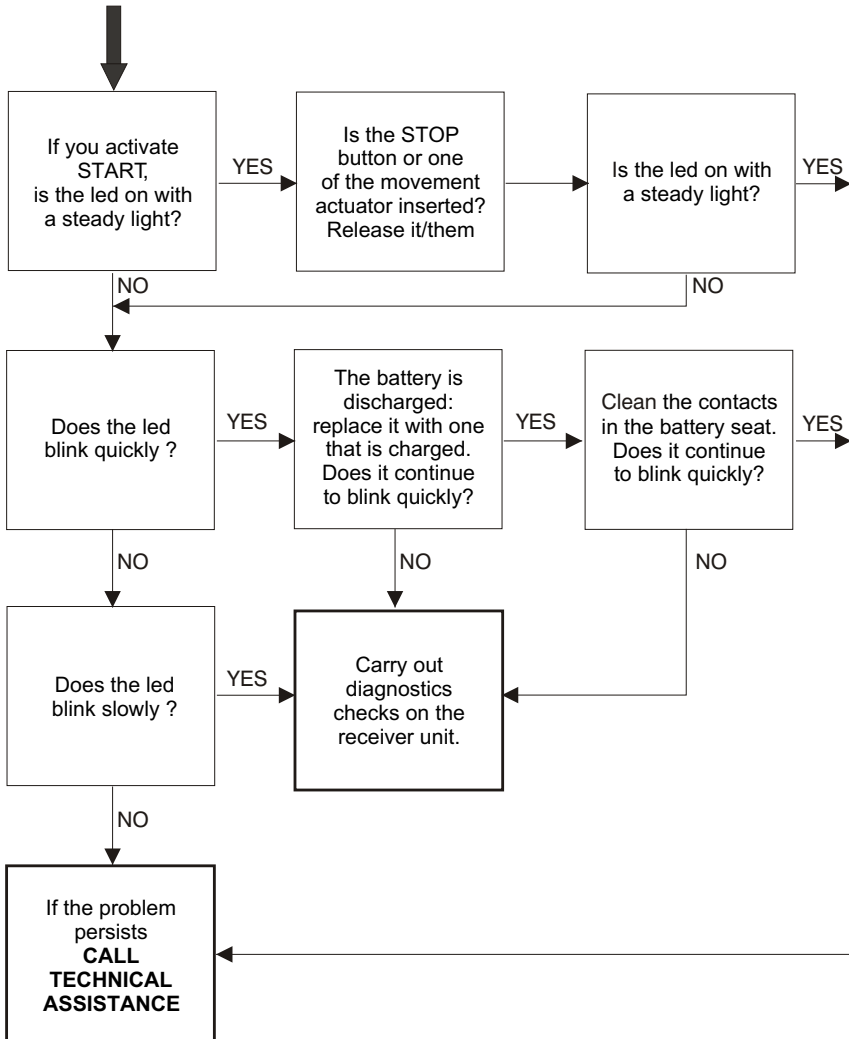 If you activate
START,
is the led on with
a steady light?
YES
Is the STOP
button or one
of the movement
actuator inserted?
Release it/them
Is the led on with
a steady light?
YES
NO
NO
Does the led
blink quickly ?
YES
The battery is
discharged:
replace it with one
that is charged.
Does it continue
to blink quickly?
YES
Clean the contacts
in the battery seat.
Does it continue
to blink quickly?
YES
NO
NO
NO
Does the led
blink slowly ?
YES
Carry out
diagnostics
checks on the
receiver unit.
NO
If the problem
persists
CALL
TECHNICAL
ASSISTANCE